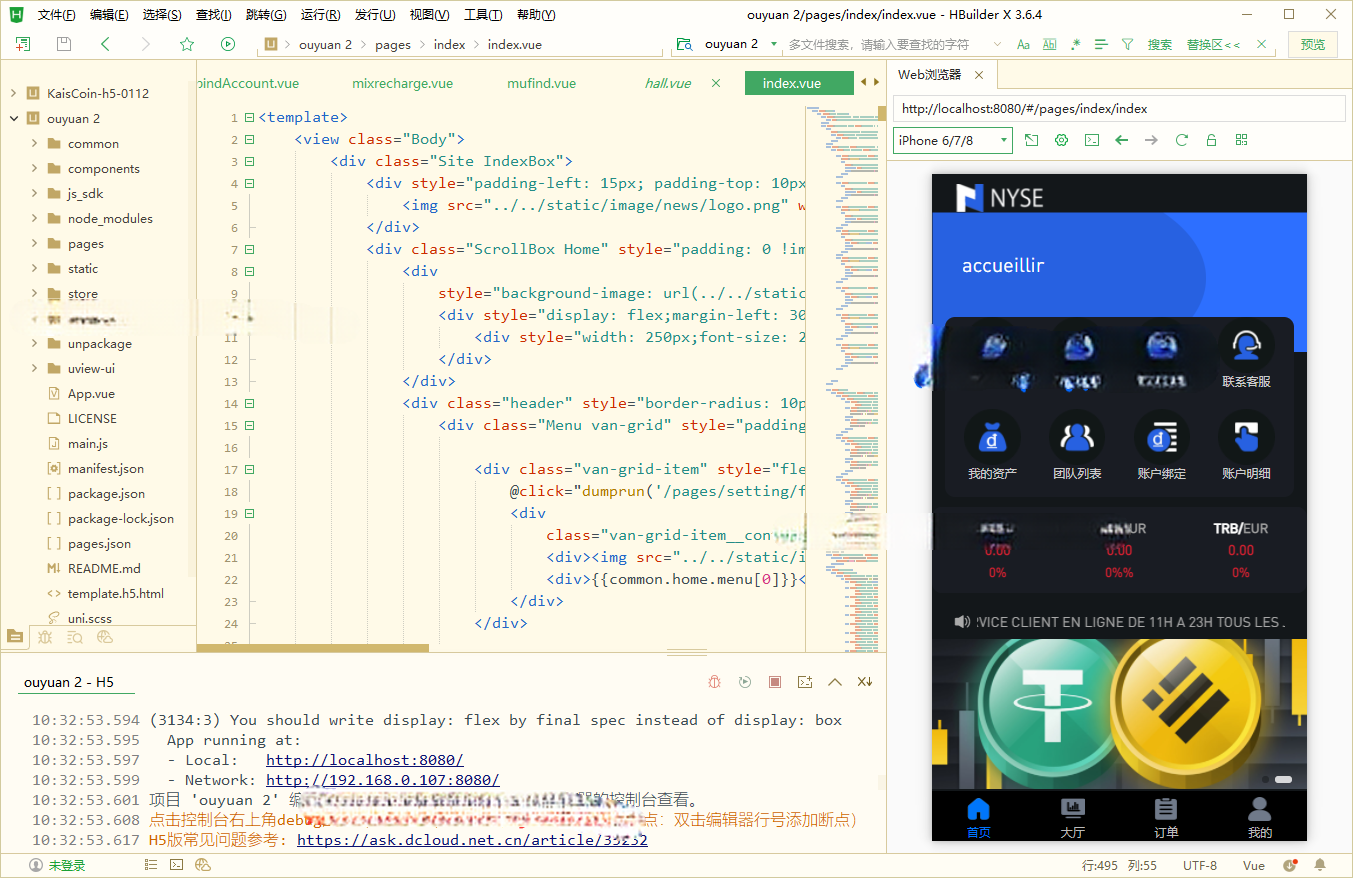 文件(F) 编辑(E) 选择(S) 查找(I) 跳转(G) 运行(R) 发行(U) 视图(V) 工具(T) 帮助(Y) ouyuan 2/pages/index/index.vue - HBuilder X 3.6.4
ouyuan 2 pages index index.vue ouyuan 2 多文件搜索，请输入要查找的字符 Aa Ab 搜索 替换区<< 预览
bindAccount.vue mixrecharge.vue mufind.vue hall.vue index.vue
KaisCoin-h5-0112
ouyuan 2
common
components
js_sdk
node_modules
pages
static
store
unpackage
uview-ui
App.vue
LICENSE
main.js
manifest.json
package.json
package-lock.json
pages.json
README.md
template.h5.html
uni.scss
1 <template>
2 <view class="Body">
3 <div class="Site IndexBox">
4 <div style="padding-left: 15px; padding-top: 10px
5 <img src="../../static/image/news/logo.png" w
6 </div>
7 <div class="ScrollBox Home" style="padding: 0 !im
8 <div
9 style="background-image: url(../../static
<div style="display: flex;margin-left: 30
11 <div style="width: 250px;font-size: 2
12 </div>
13 </div>
14 <div class="header" style="border-radius: 10p
15 <div class="Menu van-grid" style="padding
16
17 <div class="van-grid-item" style="fle
18 @click="dumprun('/pages/setting/f
19 <div
20 class="van-grid-item__con
21 <div><img src="../../static/i
22 <div>{{common.home.menu[0]}}<
23 </div>
24 </div>
Web浏览器
http://localhost:8080/#/pages/index/index
iPhone 6/7/8
NYSE
accueillir
联系客服
我的资产 团队列表 账户绑定 账户明细
TRB/EUR
0.00 0.00 0.00
0% 0%% 0%
VICE CLIENT EN LIGNE DE 11H A 23H TOUS LES .
首页 大厅 订单 我的
ouyuan 2 - H5
10:32:53.594 (3134:3) You should write display: flex by final spec instead of display: box
10:32:53.595 App running at:
10:32:53.597 - Local: http://localhost:8080/
10:32:53.599 - Network: http://192.168.0.107:8080/
10:32:53.601 项目 'ouyuan 2' 的控制台查看。
10:32:53.608 点击控制台右上角debug 点：双击编辑器行号添加断点）
10:32:53.617 H5版常见问题参考: https://ask.dcloud.net.cn/article/35232
未登录 行:495 列:55 UTF-8 Vue